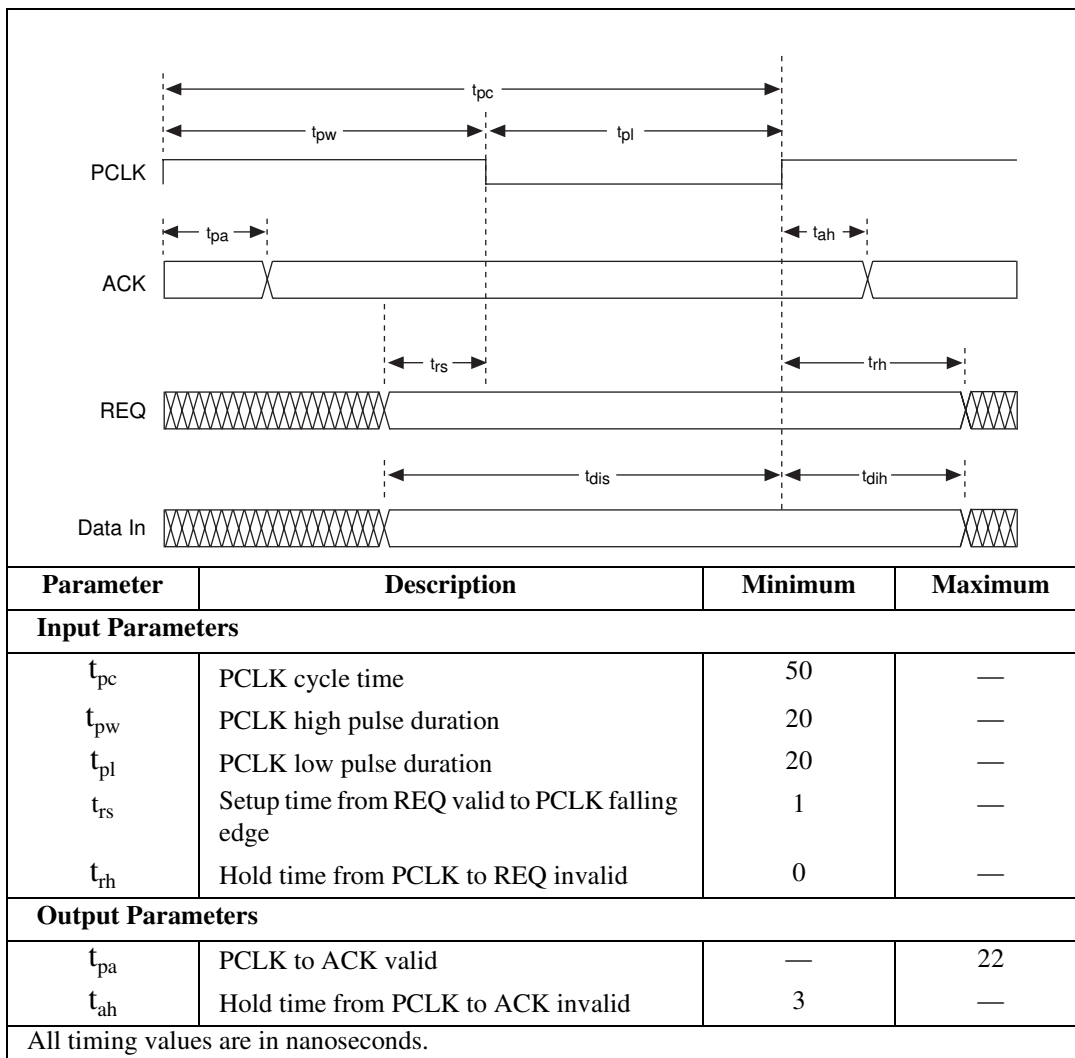 tpc
tpw tpl
PCLK
tpa tah
ACK
trs trh
REQ
tdis tdih
Data In
Parameter Description Minimum Maximum
Input Parameters
tpc PCLK cycle time 50 —
tpw PCLK high pulse duration 20 —
tpl PCLK low pulse duration 20 —
trs Setup time from REQ valid to PCLK falling 1 —
edge
trh Hold time from PCLK to REQ invalid 0 —
Output Parameters
tpa PCLK to ACK valid — 22
tah Hold time from PCLK to ACK invalid 3 —
All timing values are in nanoseconds.